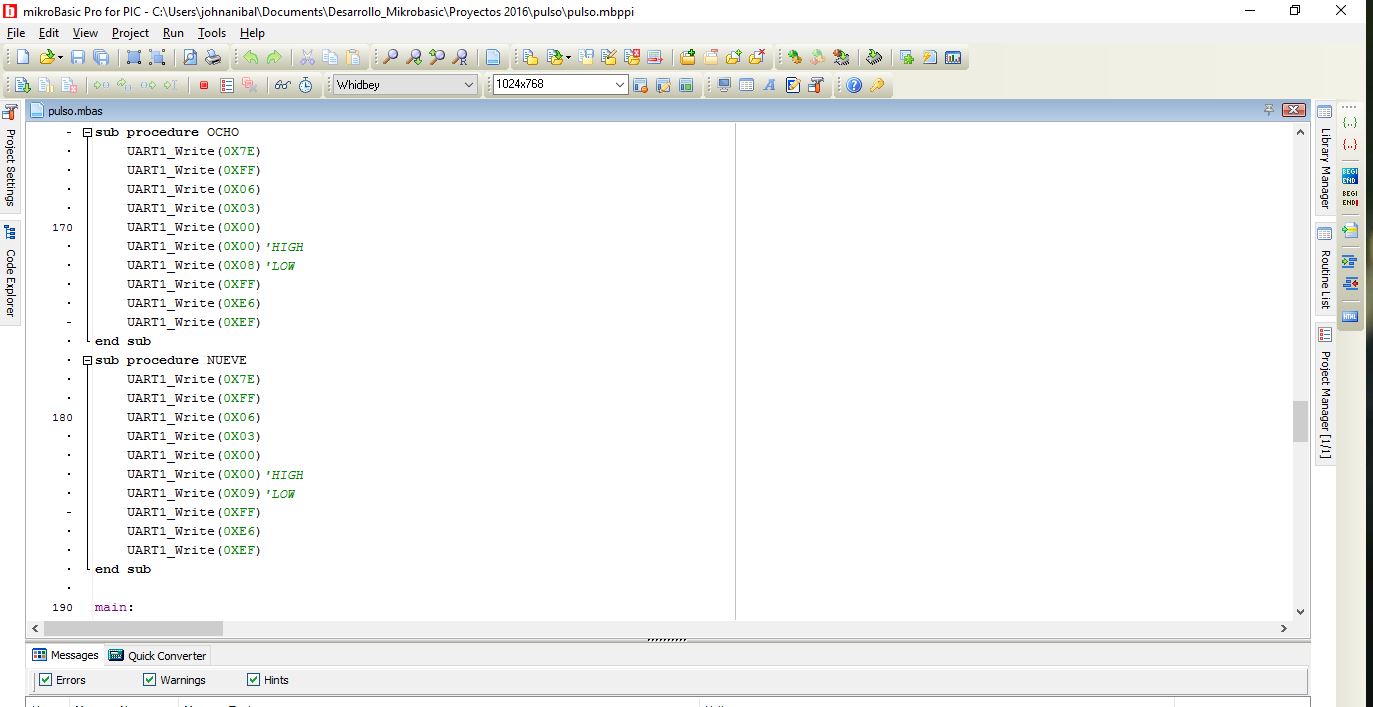 mikroBasic Pro for PIC - C:\Users\johnanibal\Documents\Desarrollo_Mikrobasic\Proyectos 2016\pulso\pulso.mbppi
File Edit View Project Run Tools Help
Whidbey
1024x768
pulso.mbas
sub procedure OCHO
UART1_Write(0X7E)
UART1_Write(0XFF)
UART1_Write(0X06)
UART1_Write(0X03)
170 UART1_Write(0X00)
UART1_Write(0X00)'HIGH
UART1_Write(0X08)'LOW
UART1_Write(0XFF)
UART1_Write(0XE6)
UART1_Write(0XEF)
end sub
sub procedure NUEVE
UART1_Write(0X7E)
UART1_Write(0XFF)
180 UART1_Write(0X06)
UART1_Write(0X03)
UART1_Write(0X00)
UART1_Write(0X00)'HIGH
UART1_Write(0X09)'LOW
UART1_Write(0XFF)
UART1_Write(0XE6)
UART1_Write(0XEF)
end sub
190 main:
Project Settings
Code Explorer
Library Manager
Routine List
Project Manager [1/1]
BEGI
END
BEGI
END
HTML
Messages Quick Converter
Errors Warnings Hints